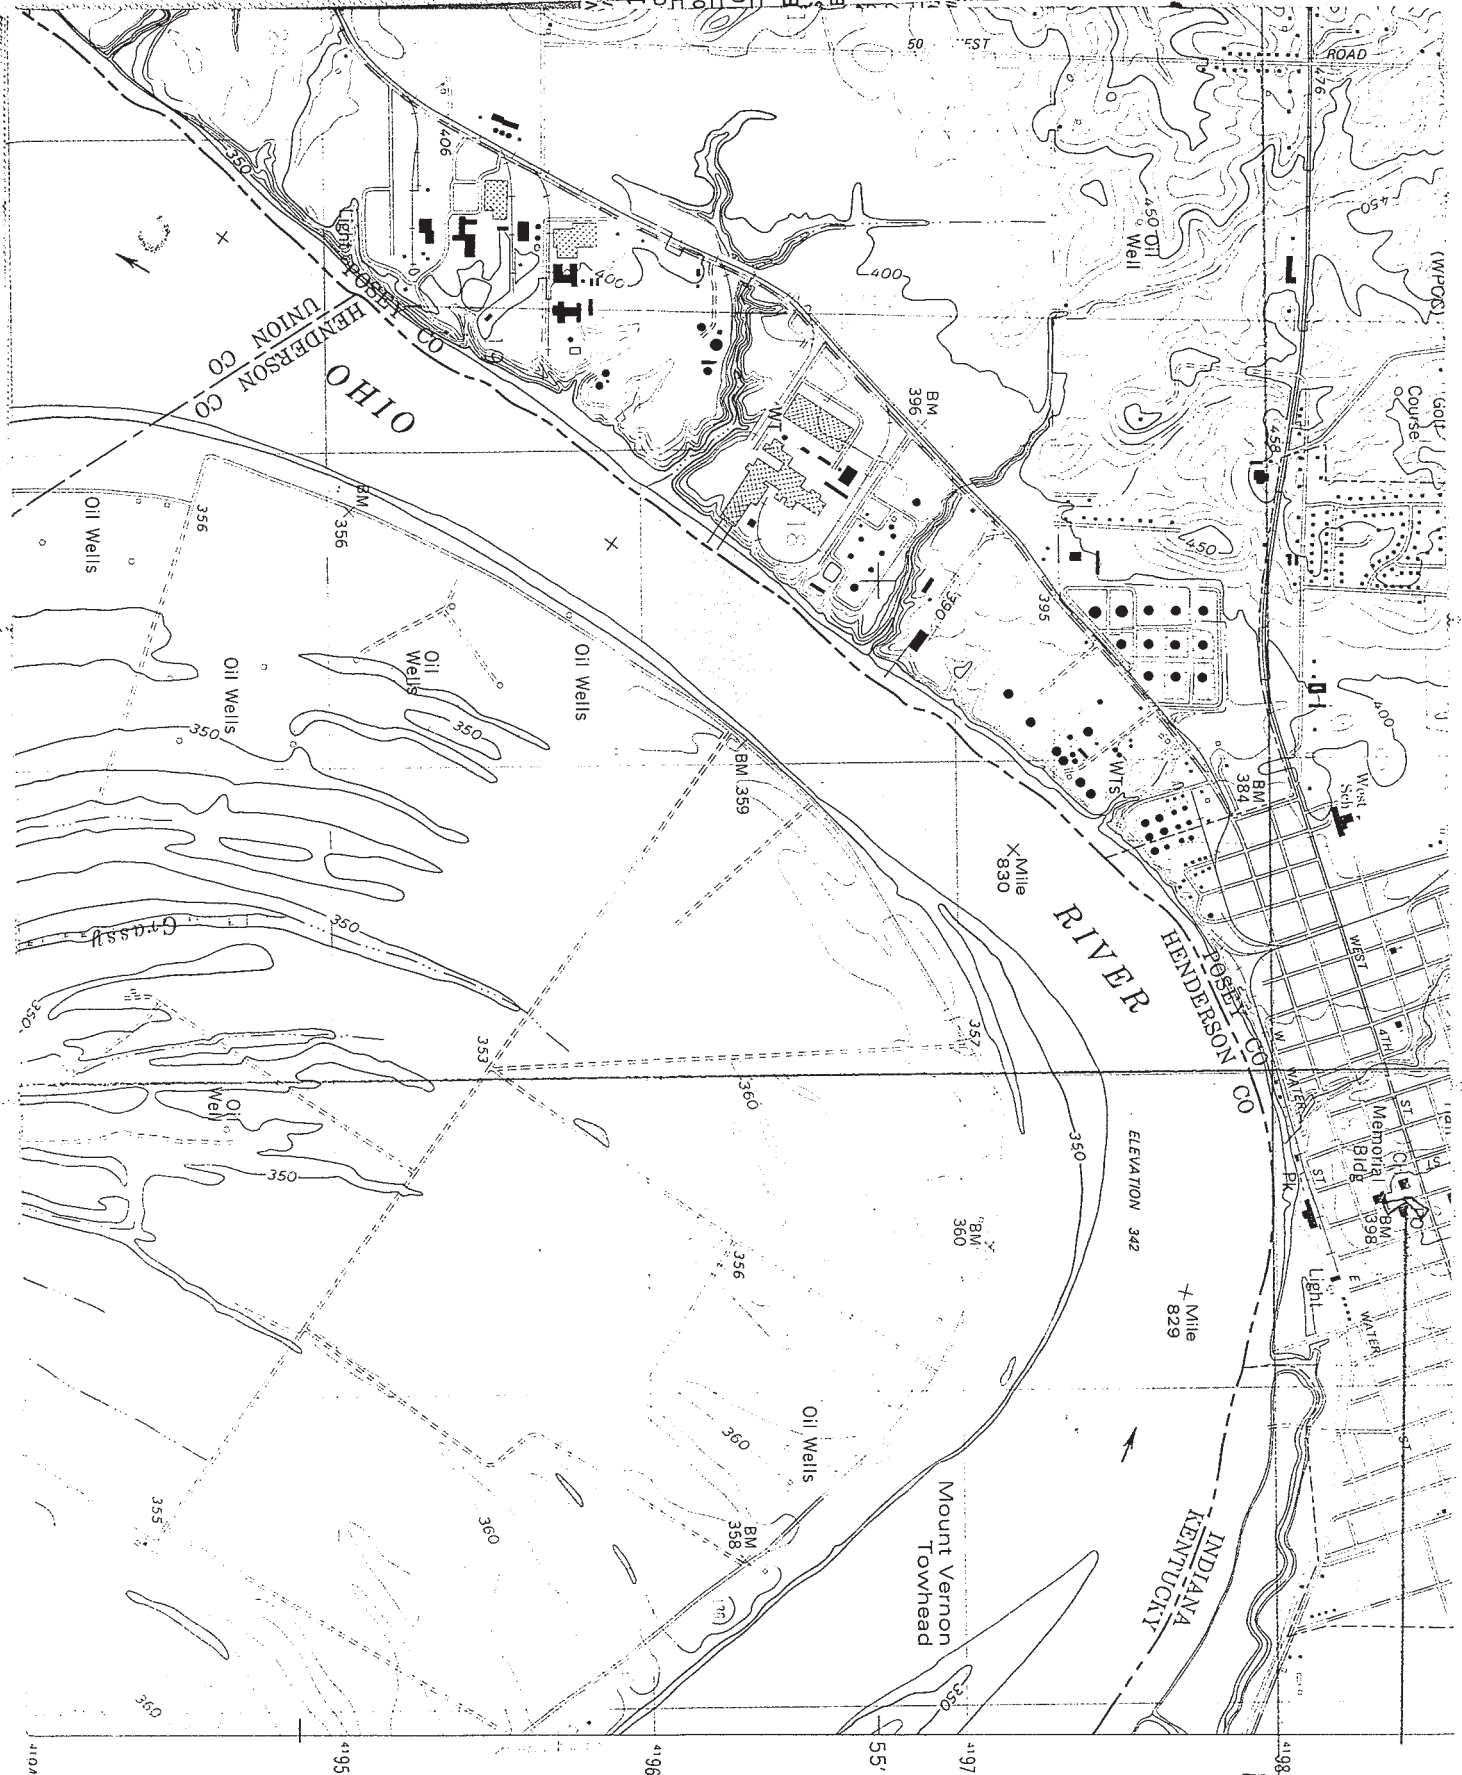 50
ROAD
476
450
(WPOC)
450
Oil
Well
400
406
350
Light
POSEY CO
HENDERSON CO
UNION CO
OHIO
400
BM
396
WT
18
Golf
Course
458
450
390
395
400
BM
356
356
Oil Wells
Oil Wells
Oil
Wells
Oil Wells
350
350
BM 359
WTs
BM
384
West
Sch
Mile
830
RIVER
POSEY CO
HENDERSON CO
WEST
4TH
ST
W
WATER
ST
Memorial
Bldg
BM
398
Pk
Light
E
WATER
ST
Grassy
350
350
353
357
360
350
ELEVATION 342
Oil
Well
350
BM
360
356
Mile
829
360
Oil Wells
Mount Vernon
Towhead
INDIANA
KENTUCKY
355
360
BM
358
350
360
4195
4196
55'
4197
4198